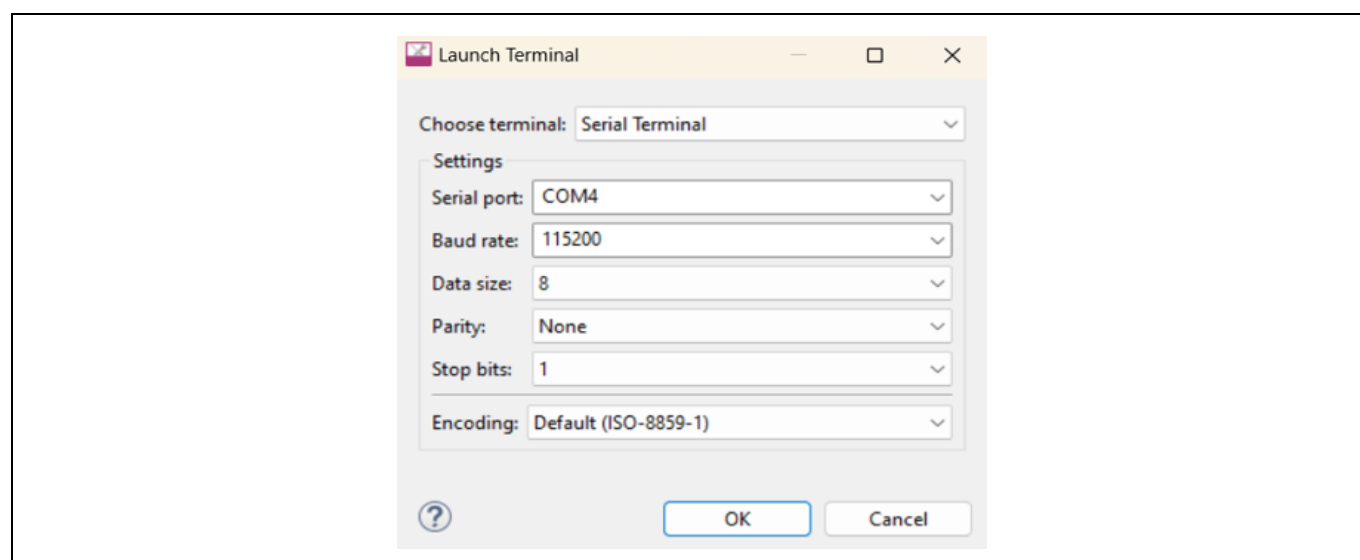 Launch Terminal
Choose terminal: Serial Terminal
Settings
Serial port: COM4
Baud rate: 115200
Data size: 8
Parity: None
Stop bits: 1
Encoding: Default (ISO-8859-1)
? OK Cancel